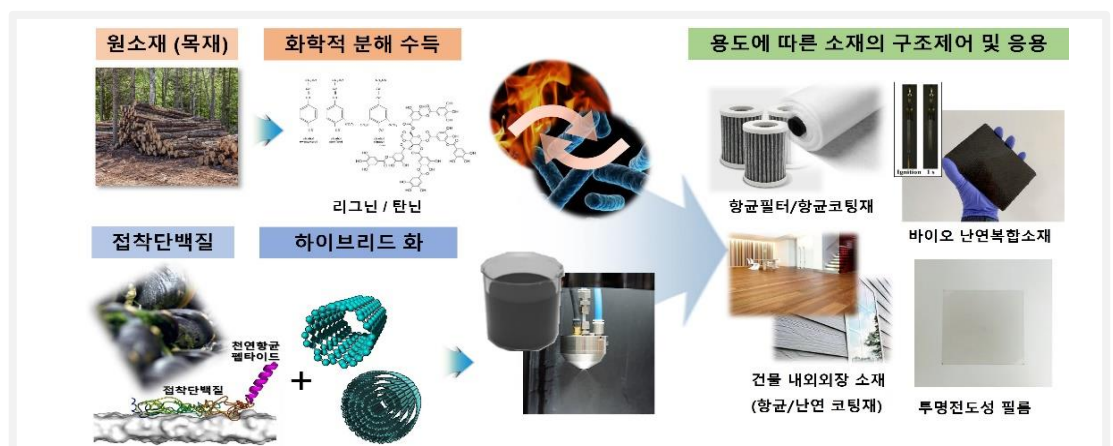 원소재 (목재)
화학적 분해 수득
용도에 따른 소재의 구조제어 및 응용
리그닌 / 탄닌
Ignition 1 s
항균필터/항균코팅재
바이오 난연복합소재
접착단백질
하이브리드 화
천연항균
펩타이드
접착단백질
+
건물 내외외장 소재
(항균/난연 코팅재)
투명전도성 필름